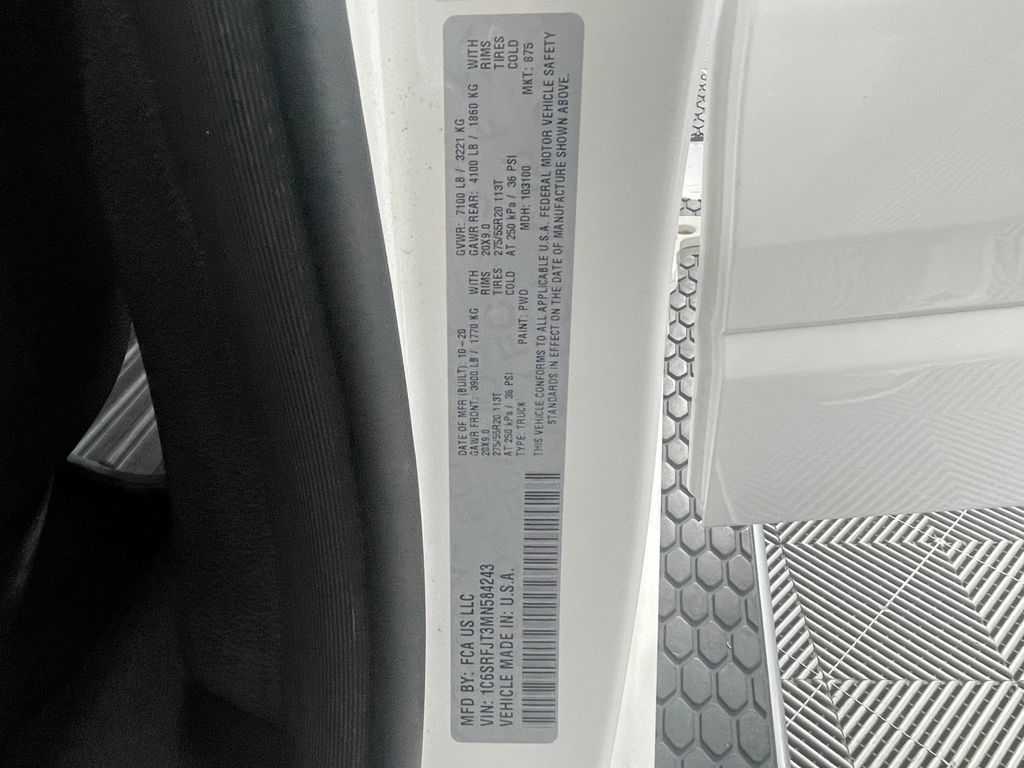 MFD BY: FCA US LLC
VIN: 1C6SRFJT3MN584243
VEHICLE MADE IN: U.S.A.
DATE OF MFR (BUILT): 10-20 GVWR: 7100 LB / 3221 KG
GAWR FRONT: 3900 LB / 1770 KG WITH GAWR REAR: 4100 LB / 1860 KG WITH
20X9.0 RIMS 20X9.0 RIMS
275/55R20 113T TIRES 275/55R20 113T TIRES
AT 250 kPa / 36 PSI COLD AT 250 kPa / 36 PSI COLD
TYPE: TRUCK PAINT: PWD MDH: 103100 MKT: 875
THIS VEHICLE CONFORMS TO ALL APPLICABLE U.S.A. FEDERAL MOTOR VEHICLE SAFETY
STANDARDS IN EFFECT ON THE DATE OF MANUFACTURE SHOWN ABOVE.